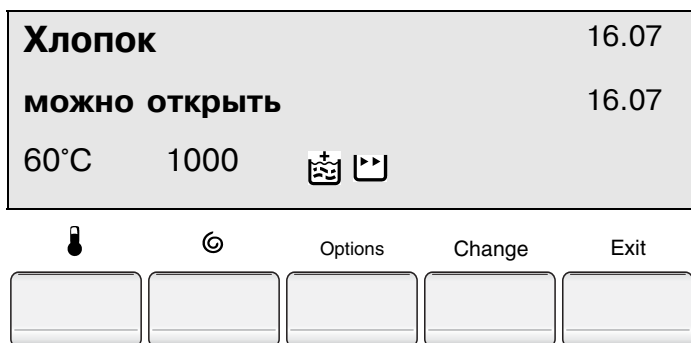 Хлопок 16.07
можно открыть 16.07
60°C 1000
Options Change Exit